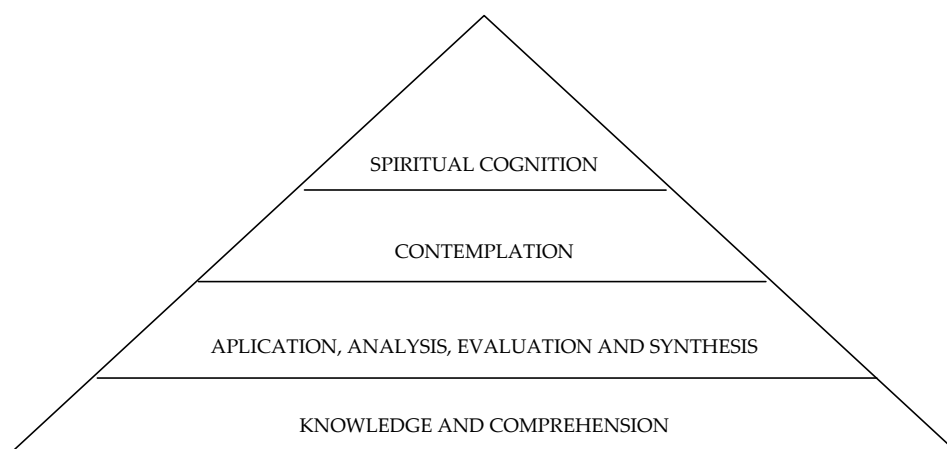 SPIRITUAL COGNITION
CONTEMPLATION
APLICATION, ANALYSIS, EVALUATION AND SYNTHESIS
KNOWLEDGE AND COMPREHENSION